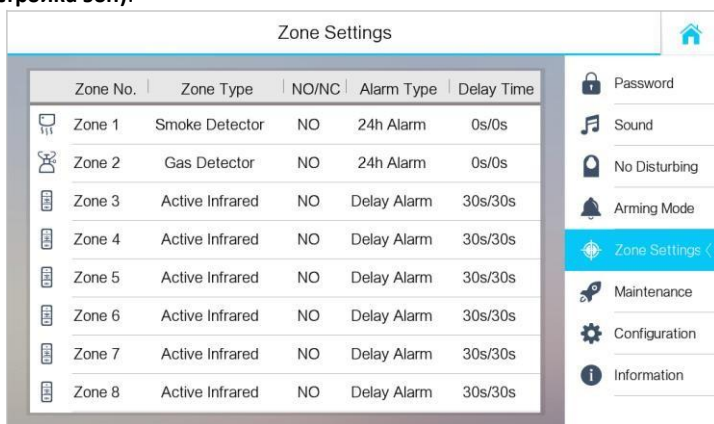 стройка зон).
Zone Settings
Zone No. Zone Type NO/NC Alarm Type Delay Time
Zone 1 Smoke Detector NO 24h Alarm 0s/0s
Zone 2 Gas Detector NO 24h Alarm 0s/0s
Zone 3 Active Infrared NO Delay Alarm 30s/30s
Zone 4 Active Infrared NO Delay Alarm 30s/30s
Zone 5 Active Infrared NO Delay Alarm 30s/30s
Zone 6 Active Infrared NO Delay Alarm 30s/30s
Zone 7 Active Infrared NO Delay Alarm 30s/30s
Zone 8 Active Infrared NO Delay Alarm 30s/30s
Password
Sound
No Disturbing
Arming Mode
Zone Settings
Maintenance
Configuration
Information